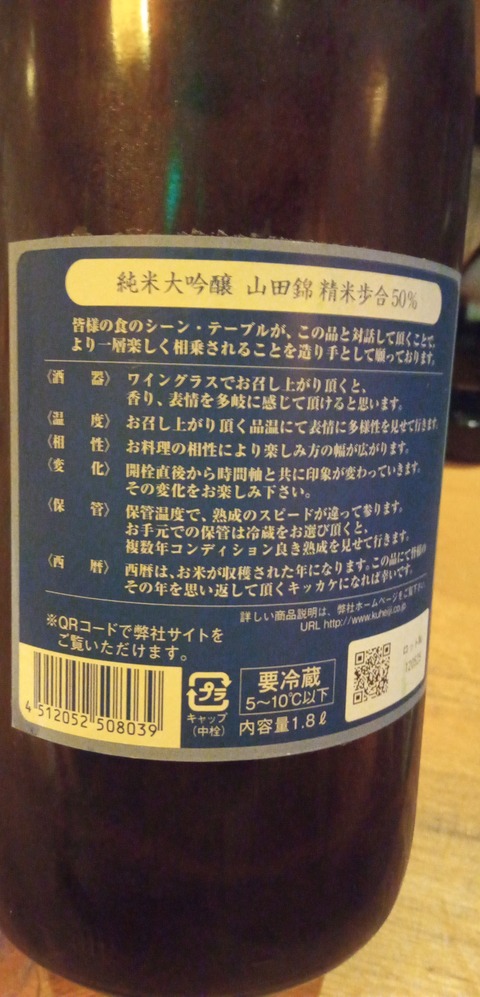 純米大吟醸 山田錦 精米歩合50%
皆様の食のシーン・テーブルが、この品と対話して頂くことで、
より一層楽しく相乗されることを造り手として願っております。
〈酒 器〉 ワイングラスでお召し上がり頂くと、
香り、表情を多岐に感じて頂けると思います。
〈温 度〉 お召し上がり頂く品温にて表情に多様性を見せて行きます。
〈相 性〉 お料理の相性により楽しみ方の幅が広がります。
〈変 化〉 開栓直後から時間軸と共に印象が変わっていきます。
その変化をお楽しみ下さい。
〈保 管〉 保管温度で、熟成のスピードが違って参ります。
お手元での保管は冷蔵をお選び頂くと、
複数年コンディション良き熟成を見せて行きます。
〈西 暦〉 西暦は、お米が収穫された年になります。この品にて皆様の
その年を思い返して頂くキッカケになれば幸いです。
詳しい商品説明は、弊社ホームページをご覧下さい。
URL http://www.kuheiji.co.jp
※QRコードで弊社サイトを
ご覧いただけます。
4 512052 508039
プラ
キャップ
(中栓)
要冷蔵
5～10℃以下
内容量1.8ℓ
ロット